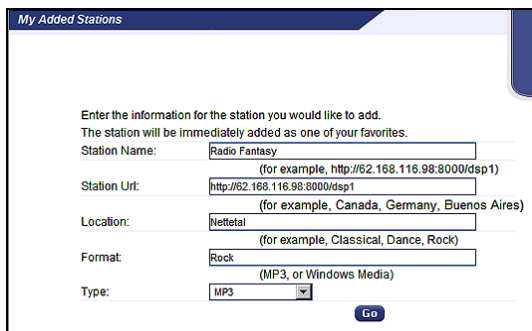 My Added Stations
Enter the information for the station you would like to add.
The station will be immediately added as one of your favorites.
Station Name: Radio Fantasy
(for example, http://62.168.116.98:8000/dsp1)
Station Url: http://62.168.116.98:8000/dsp1
(for example, Canada, Germany, Buenos Aires)
Location: Nettetal
(for example, Classical, Dance, Rock)
Format: Rock
(MP3, or Windows Media)
Type: MP3
Go